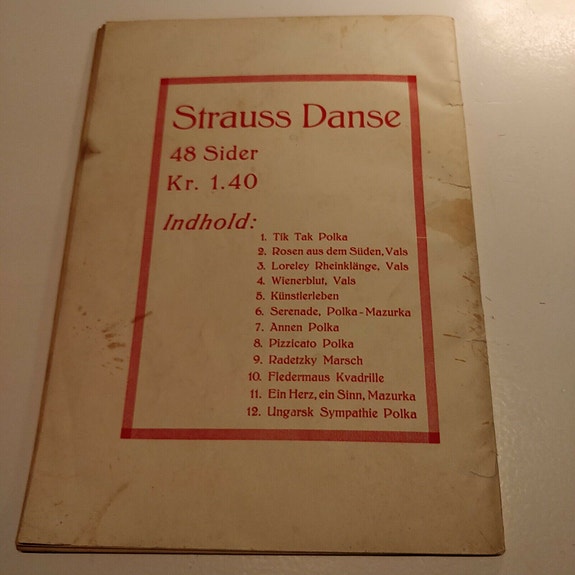 Strauss Danse
48 Sider
Kr. 1.40
Indhold:
1. Tik Tak Polka
2. Rosen aus dem Süden, Vals
3. Loreley Rheinklänge, Vals
4. Wienerblut, Vals
5. Künstlerleben
6. Serenade, Polka-Mazurka
7. Annen Polka
8. Pizzicato Polka
9. Radetzky Marsch
10. Fledermaus Kvadrille
11. Ein Herz, ein Sinn, Mazurka
12. Ungarsk Sympathie Polka